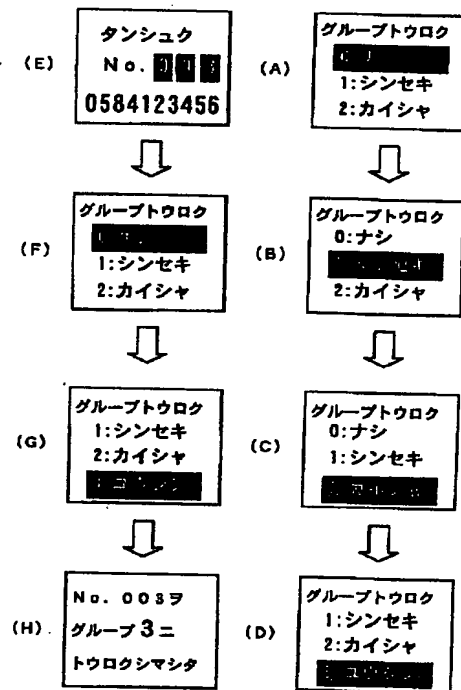 (E)
タンシュク
No.
0584123456
(F)
グループトウロク
1:シンセキ
2:カイシャ
(G)
グループトウロク
1:シンセキ
2:カイシャ
(H)
No. 003ヲ
グループ3ニ
トウロクシマシタ
(A)
グループトウロク
1:シンセキ
2:カイシャ
(B)
グループトウロク
0:ナシ
2:カイシャ
(C)
グループトウロク
0:ナシ
1:シンセキ
(D)
グループトウロク
1:シンセキ
2:カイシャ